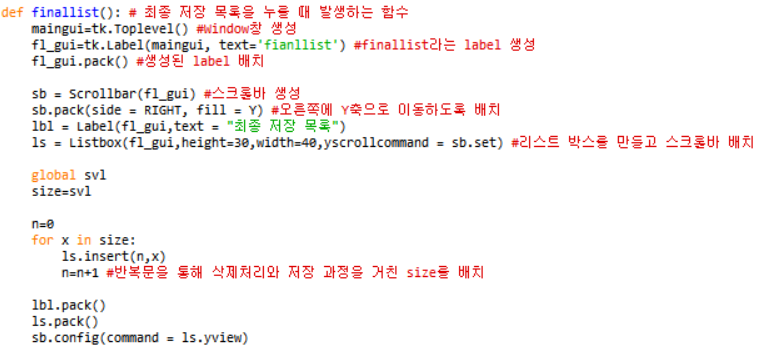 def finallist(): # 최종 저장 목록을 누를 때 발생하는 함수
    maingui=tk.Toplevel() #window창 생성
    fl_gui=tk.Label(maingui, text='fianllist') #finallist라는 label 생성
    fl_gui.pack() #생성된 label 배치

    sb = Scrollbar(fl_gui) #스크롤바 생성
    sb.pack(side = RIGHT, fill = Y) #오른쪽에 Y축으로 이동하도록 배치
    lbl = Label(fl_gui,text = "최종 저장 목록")
    ls = Listbox(fl_gui,height=30,width=40,yscrollcommand = sb.set) #리스트 박스를 만들고 스크롤바 배치

    global svl
    size=svl

    n=0
    for x in size:
        ls.insert(n,x)
        n=n+1 #반복문을 통해 삭제처리와 저장 과정을 거친 size를 배치

    lbl.pack()
    ls.pack()
    sb.config(command = ls.yview)